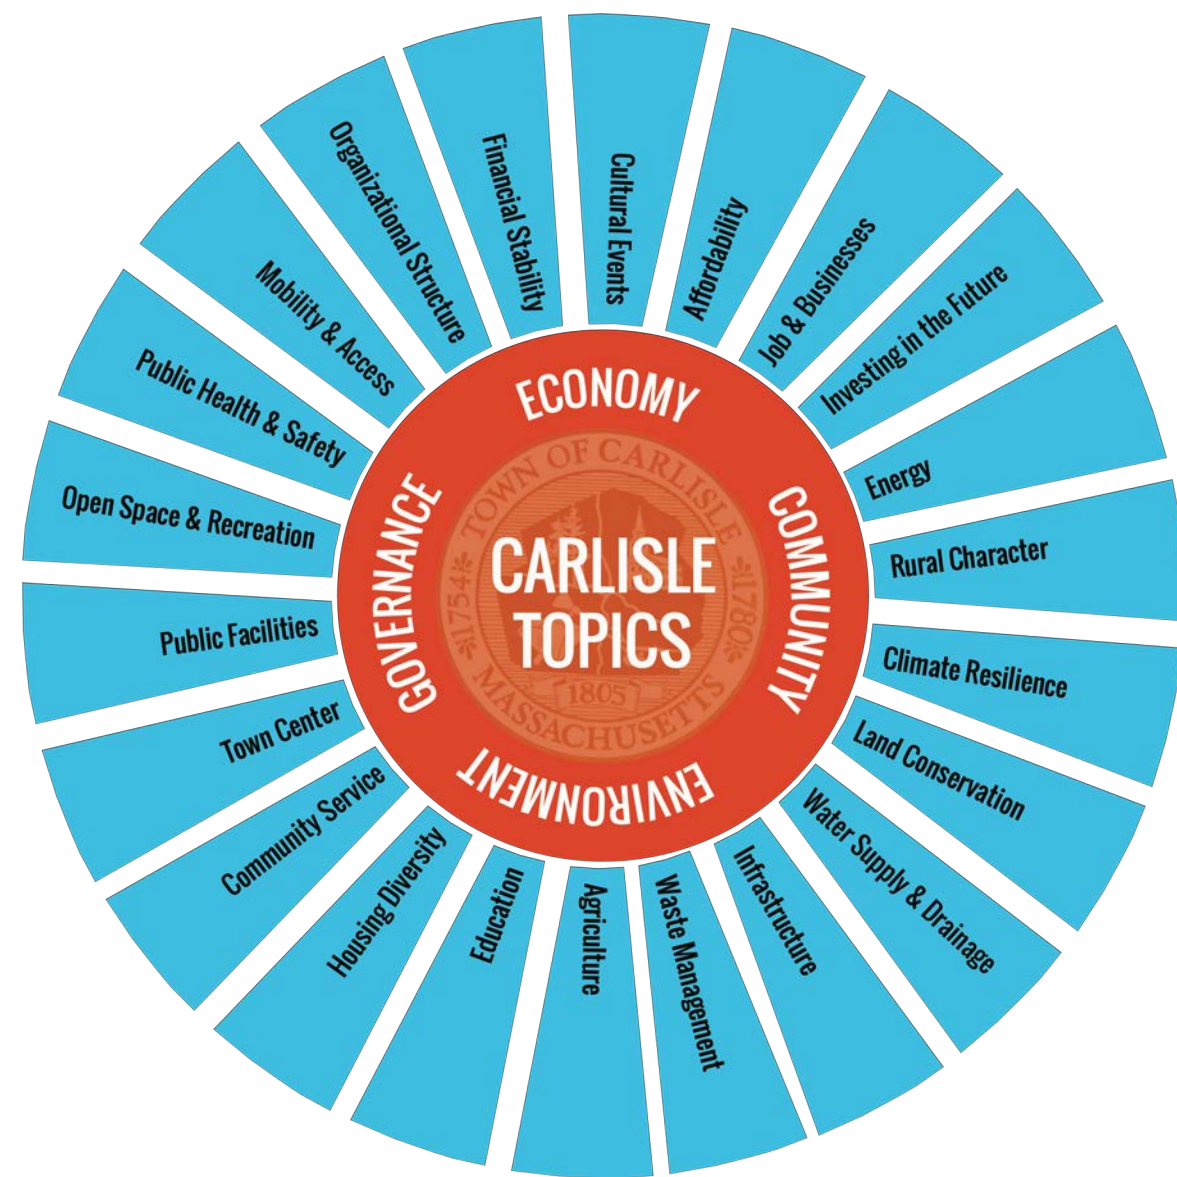 Cultural Events
Affordability
Job & Businesses
Investing in the Future
Energy
Rural Character
Climate Resilience
Land Conservation
Water Supply & Drainage
Infrastructure
Waste Management
Agriculture
Education
Housing Diversity
Community Service
Town Center
Public Facilities
Open Space & Recreation
Public Health & Safety
Mobility & Access
Organizational Structure
Financial Stability
ECONOMY
COMMUNITY
ENVIRONMENT
GOVERNANCE
TOWN OF CARLISLE
1780
MASSACHUSETTS
1754
1805
CARLISLE
TOPICS